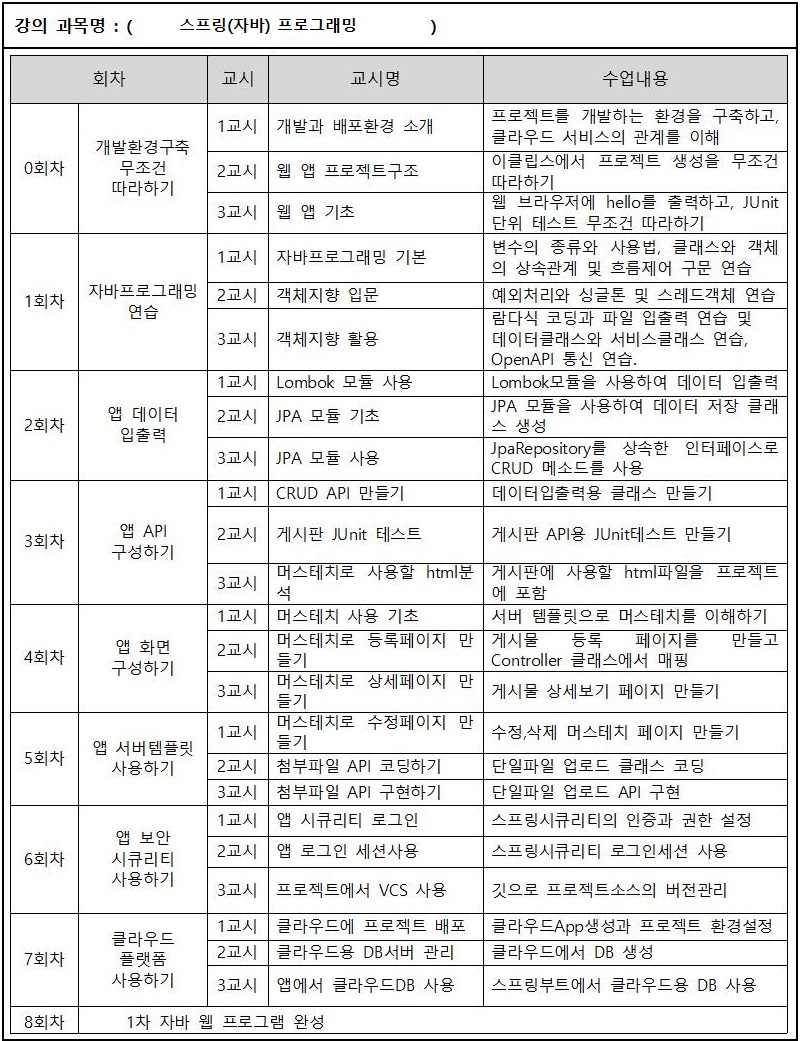 강의 과목명 : ( 스프링(자바) 프로그래밍 )
회차 교시 교시명 수업내용
0회차
개발환경구축
무조건
따라하기
1교시 개발과 배포환경 소개
프로젝트를 개발하는 환경을 구축하고,
클라우드 서비스의 관계를 이해
2교시 웹 앱 프로젝트구조
이클립스에서 프로젝트 생성을 무조건
따라하기
3교시 웹 앱 기초
웹 브라우저에 hello를 출력하고, JUnit
단위 테스트 무조건 따라하기
1회차
자바프로그래밍
연습
1교시 자바프로그래밍 기본
변수의 종류와 사용법, 클래스와 객체
의 상속관계 및 흐름제어 구문 연습
2교시 객체지향 입문 예외처리와 싱글톤 및 스레드객체 연습
3교시 객체지향 활용
람다식 코딩과 파일 입출력 연습 및
데이터클래스와 서비스클래스 연습,
OpenAPI 통신 연습.
2회차
앱 데이터
입출력
1교시 Lombok 모듈 사용 Lombok모듈을 사용하여 데이터 입출력
2교시 JPA 모듈 기초
JPA 모듈을 사용하여 데이터 저장 클래
스 생성
3교시 JPA 모듈 사용
JpaRepository를 상속한 인터페이스로
CRUD 메소드를 사용
3회차
앱 API
구성하기
1교시 CRUD API 만들기 데이터입출력용 클래스 만들기
2교시 게시판 JUnit 테스트 게시판 API용 JUnit테스트 만들기
3교시
머스테치로 사용할 html분
석
게시판에 사용할 html파일을 프로젝트
에 포함
4회차
앱 화면
구성하기
1교시 머스테치 사용 기초 서버 템플릿으로 머스테치를 이해하기
2교시
머스테치로 등록페이지 만
들기
게시물 등록 페이지를 만들고
Controller 클래스에서 매핑
3교시
머스테치로 상세페이지 만
들기
게시물 상세보기 페이지 만들기
5회차
앱 서버템플릿
사용하기
1교시
머스테치로 수정페이지 만
들기
수정,삭제 머스테치 페이지 만들기
2교시 첨부파일 API 코딩하기 단일파일 업로드 클래스 코딩
3교시 첨부파일 API 구현하기 단일파일 업로드 API 구현
6회차
앱 보안
시큐리티
사용하기
1교시 앱 시큐리티 로그인 스프링시큐리티의 인증과 권한 설정
2교시 앱 로그인 세션사용 스프링시큐리티 로그인세션 사용
3교시 프로젝트에서 VCS 사용 깃으로 프로젝트소스의 버전관리
7회차
클라우드
플랫폼
사용하기
1교시 클라우드에 프로젝트 배포 클라우드App생성과 프로젝트 환경설정
2교시 클라우드용 DB서버 관리 클라우드에서 DB 생성
3교시 앱에서 클라우드DB 사용 스프링부트에서 클라우드용 DB 사용
8회차 1차 자바 웹 프로그램 완성